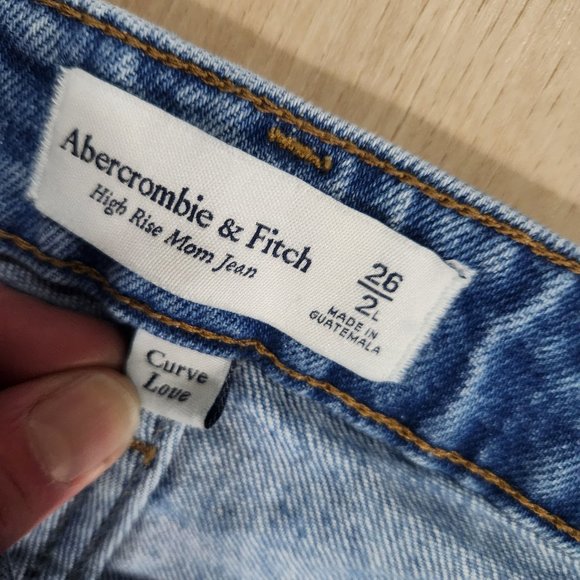 Abercrombie & Fitch
High Rise Mom Jean
26
2L
MADE IN
GUATEMALA
Curve
Love